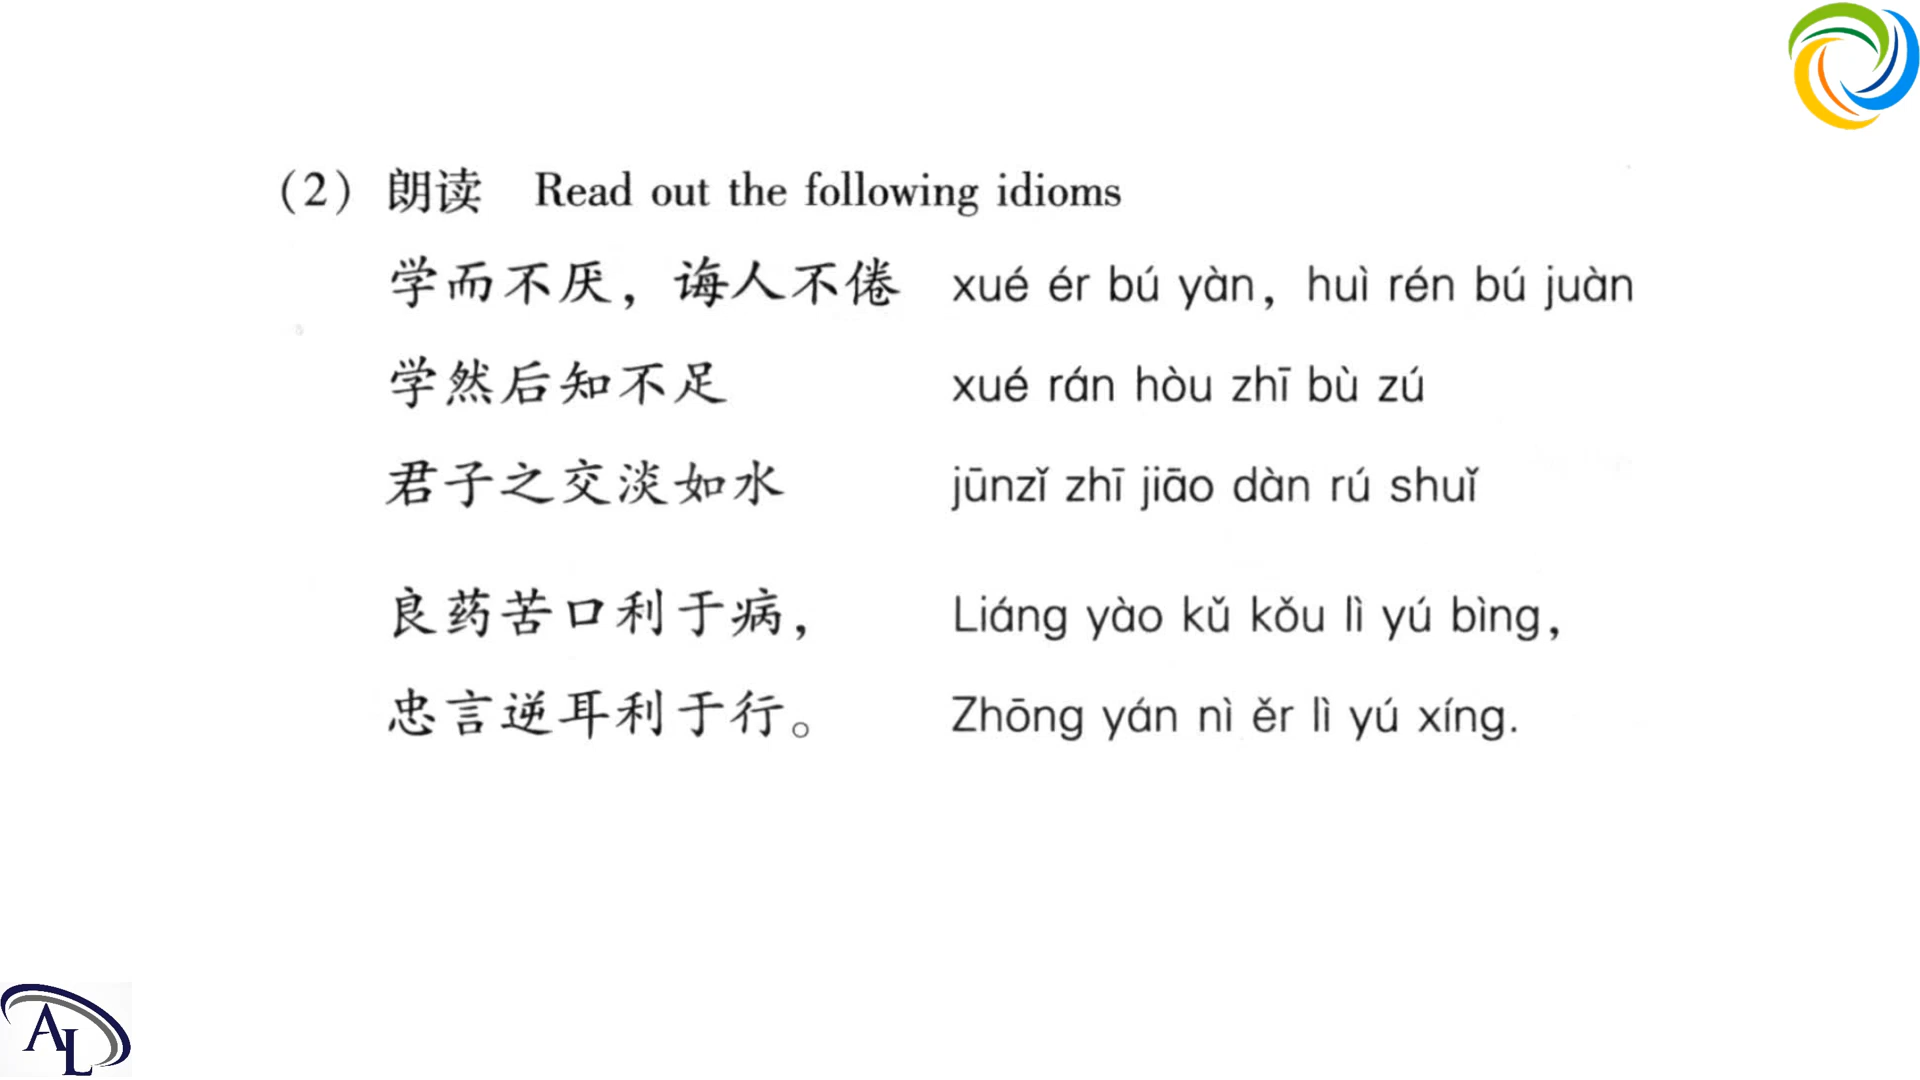 (2) 朗读 Read out the following idioms
学而不厌，诲人不倦 xué ér bú yàn, huì rén bú juàn
学然后知不足 xué rán hòu zhī bù zú
君子之交淡如水 jūnzǐ zhī jiāo dàn rú shuǐ
良药苦口利于病， Liáng yào kǔ kǒu lì yú bìng,
忠言逆耳利于行。 Zhōng yán nì ěr lì yú xíng.
AL